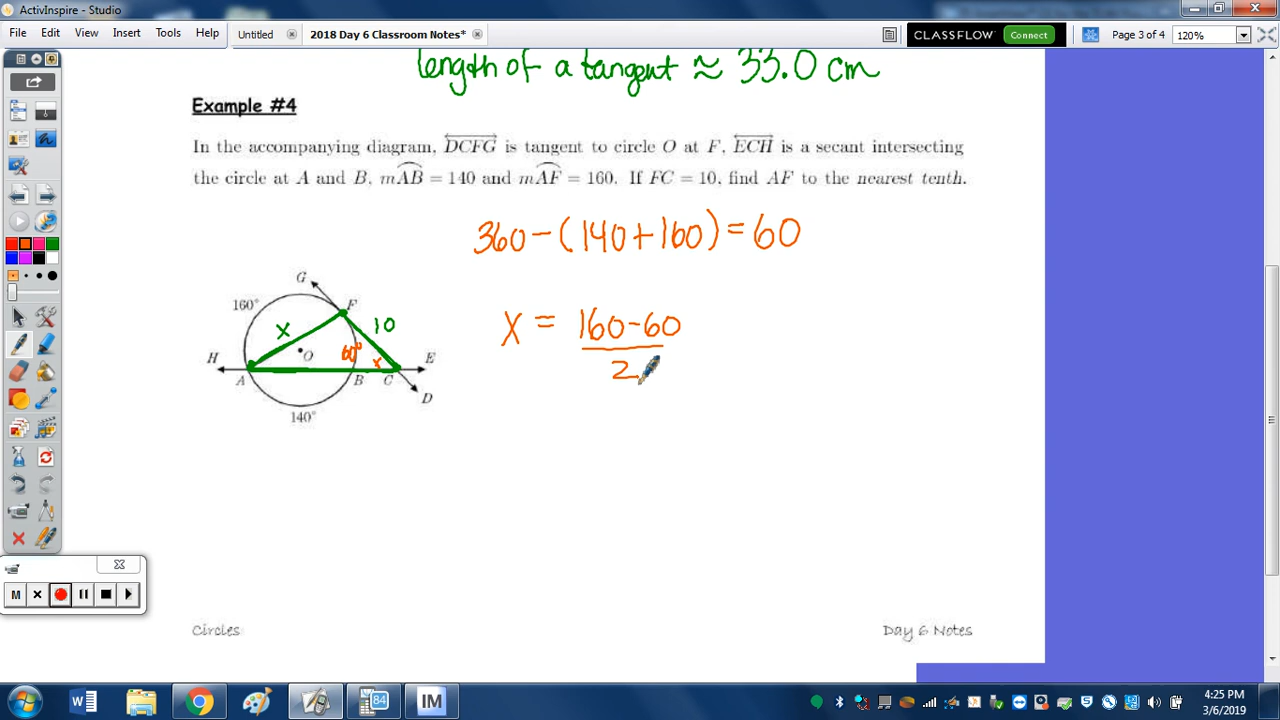 ActivInspire - Studio
File Edit View Insert Tools Help
Untitled
2018 Day 6 Classroom Notes*
CLASSFLOW Connect
Page 3 of 4
120%
length of a tangent ≈ 33.0 cm
Example #4
In the accompanying diagram, DCFG is tangent to circle O at F, ECH is a secant intersecting
the circle at A and B, mAB = 140 and mAF = 160. If FC = 10, find AF to the nearest tenth.
360-(140+160)=60
G
F
160°
x
10
O
60°
x
H
E
A
B
C
D
140°
x = 160-60
2
M
Circles
Day 6 Notes
W
84
IM
4:25 PM
3/6/2019